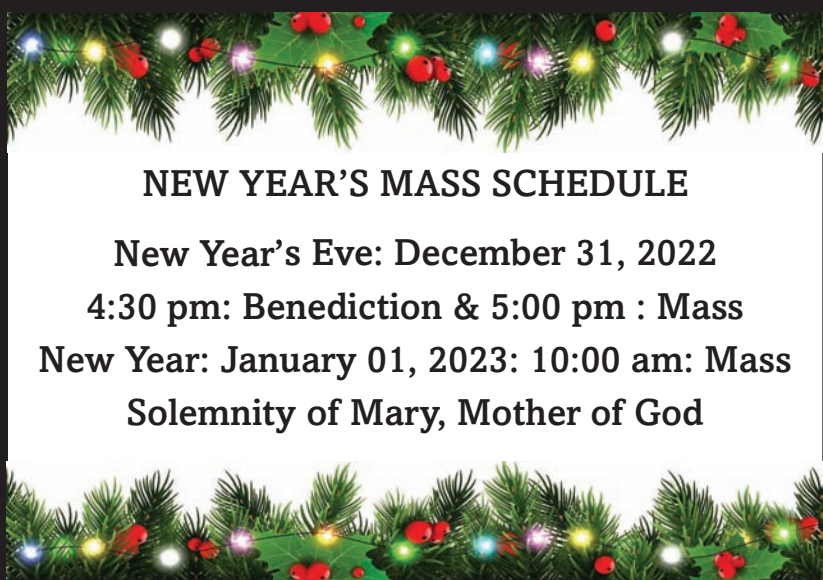 NEW YEAR’S MASS SCHEDULE
New Year’s Eve: December 31, 2022
4:30 pm: Benediction & 5:00 pm : Mass
New Year: January 01, 2023: 10:00 am: Mass
Solemnity of Mary, Mother of God